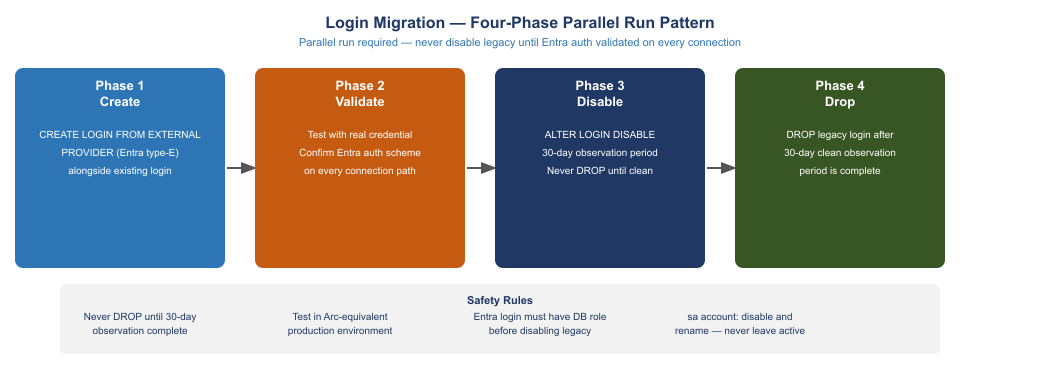 Login Migration — Four-Phase Parallel Run Pattern
Parallel run required — never disable legacy until Entra auth validated on every connection
Phase 1
Create
CREATE LOGIN FROM EXTERNAL
PROVIDER (Entra type-E)
alongside existing login
Phase 2
Validate
Test with real credential
Confirm Entra auth scheme
on every connection path
Phase 3
Disable
ALTER LOGIN DISABLE
30-day observation period
Never DROP until clean
Phase 4
Drop
DROP legacy login after
30-day clean observation
period is complete
Safety Rules
Never DROP until 30-day
observation complete
Test in Arc-equivalent
production environment
Entra login must have DB role
before disabling legacy
sa account: disable and
rename — never leave active